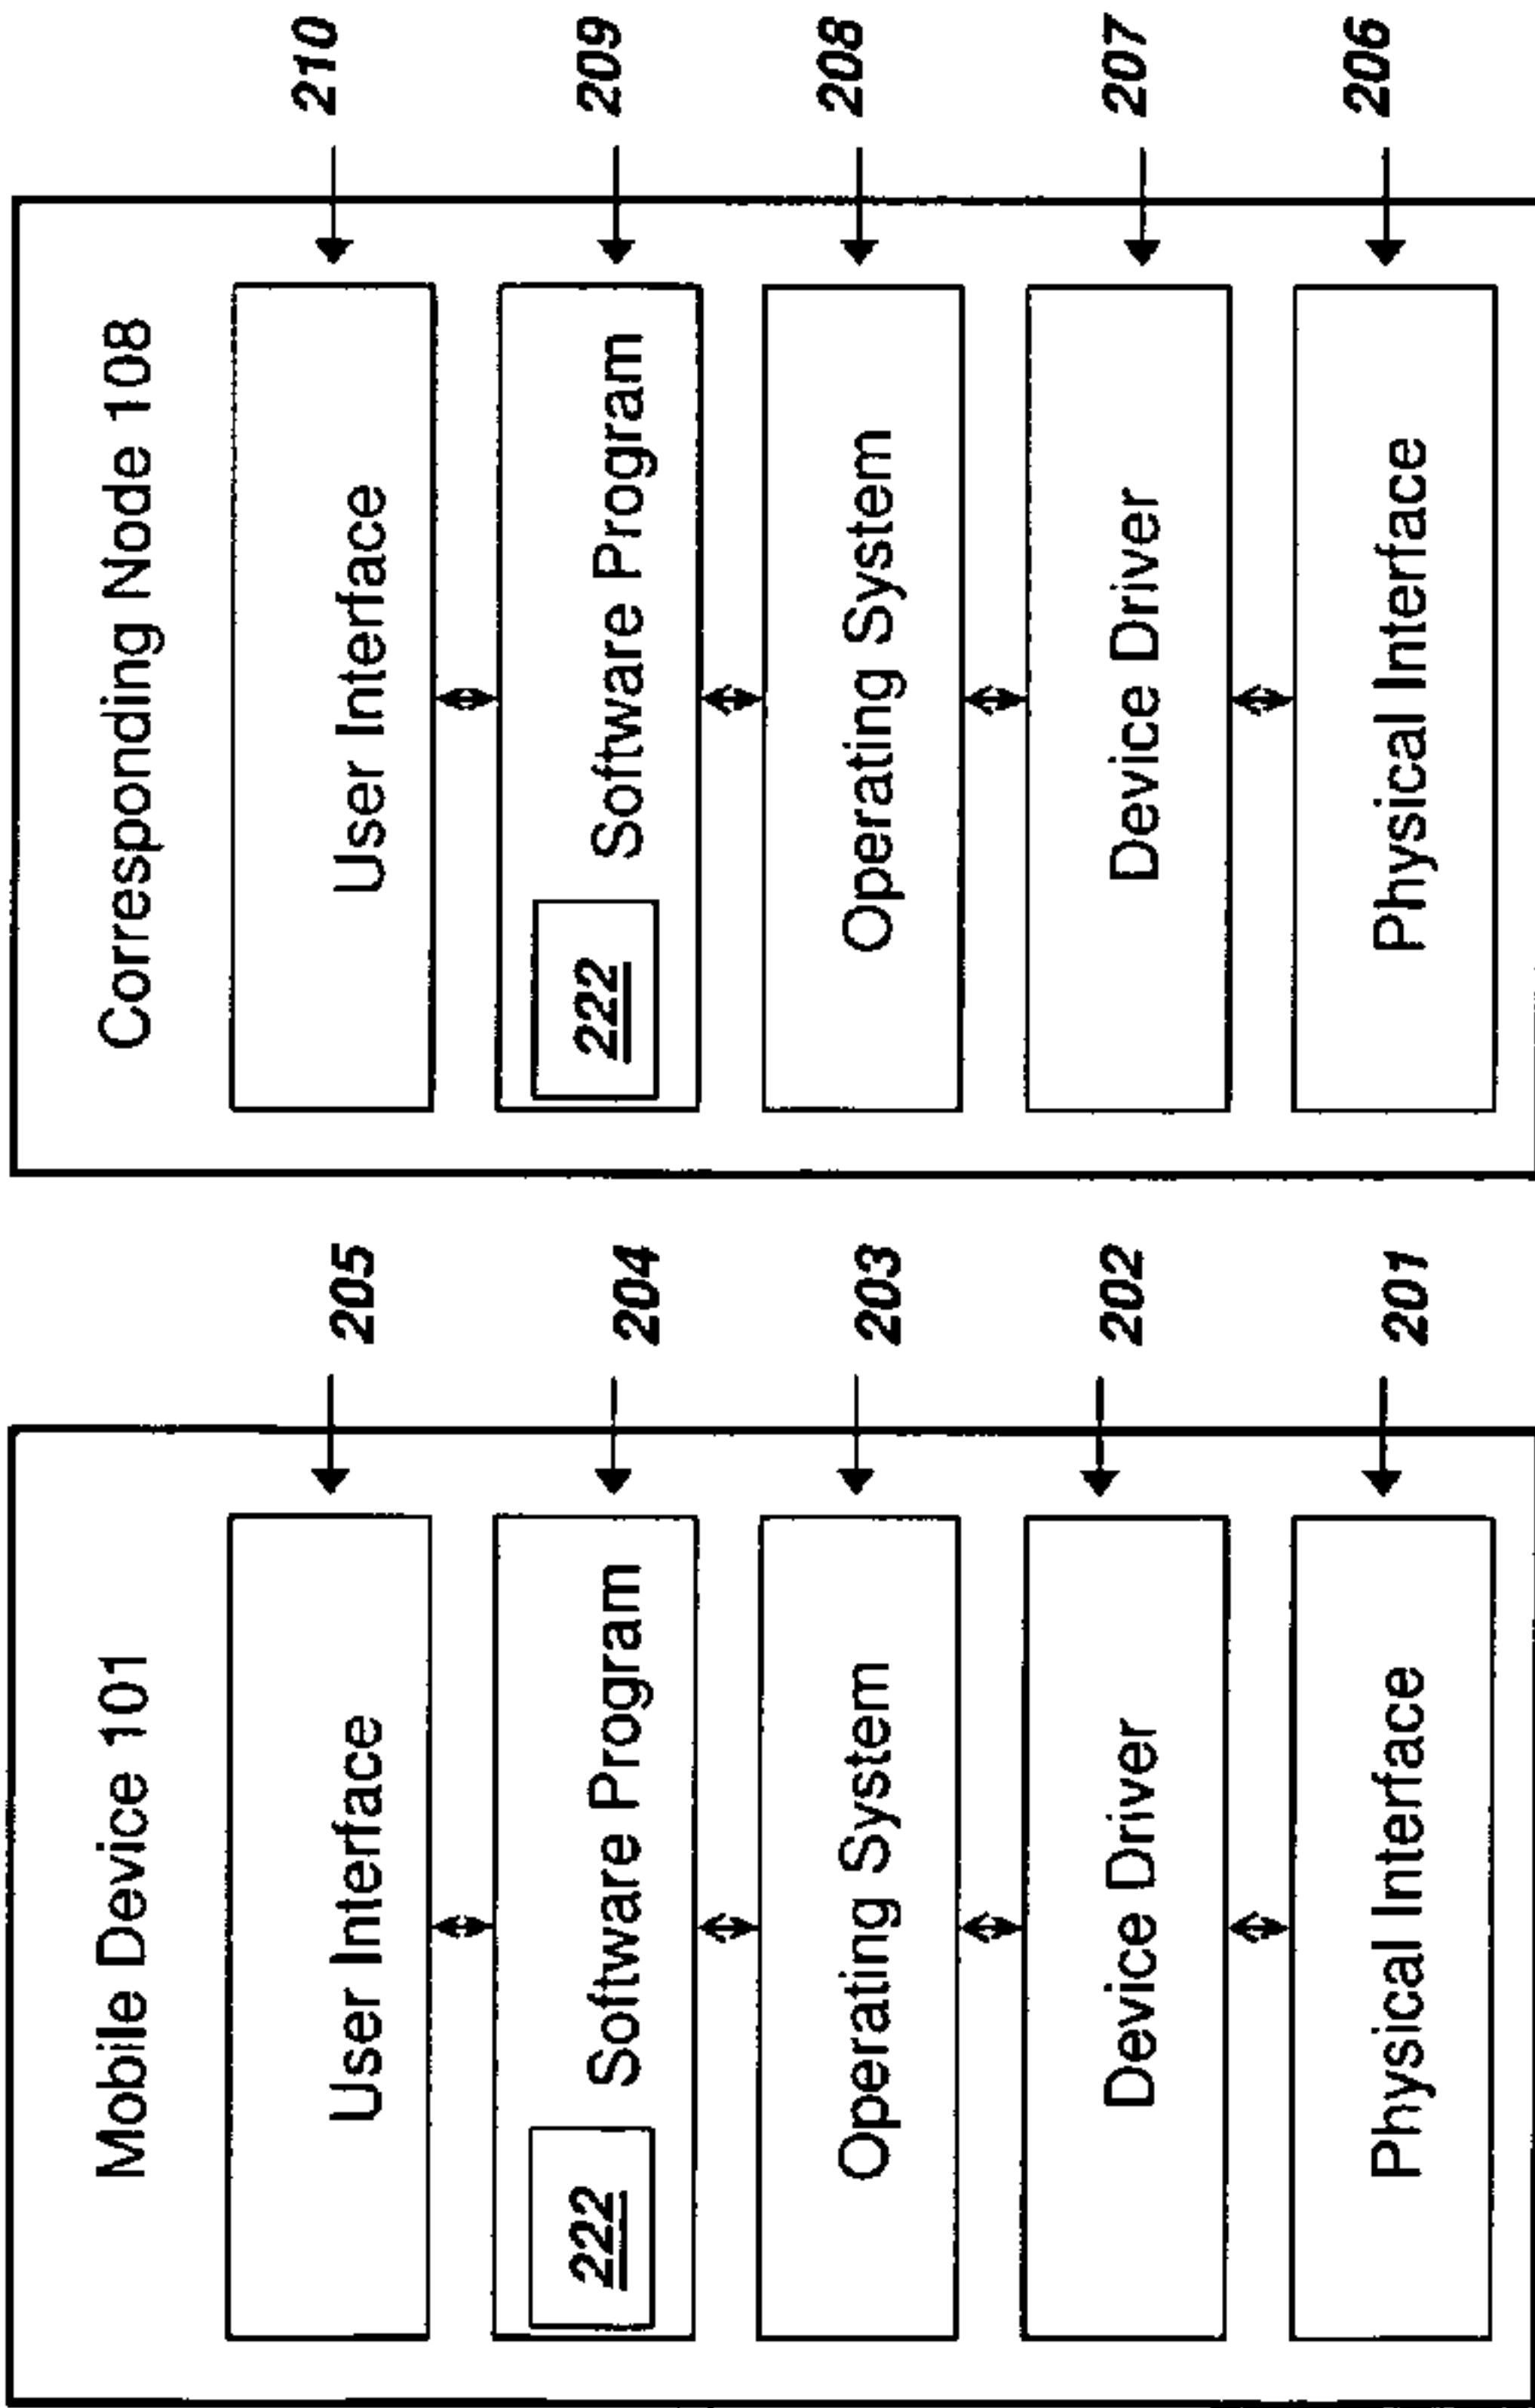 Mobile Device 101
User Interface
205
222
Software Program
204
Operating System
203
Device Driver
202
Physical Interface
201
Corresponding Node 108
User Interface
210
222
Software Program
209
Operating System
208
Device Driver
207
Physical Interface
206